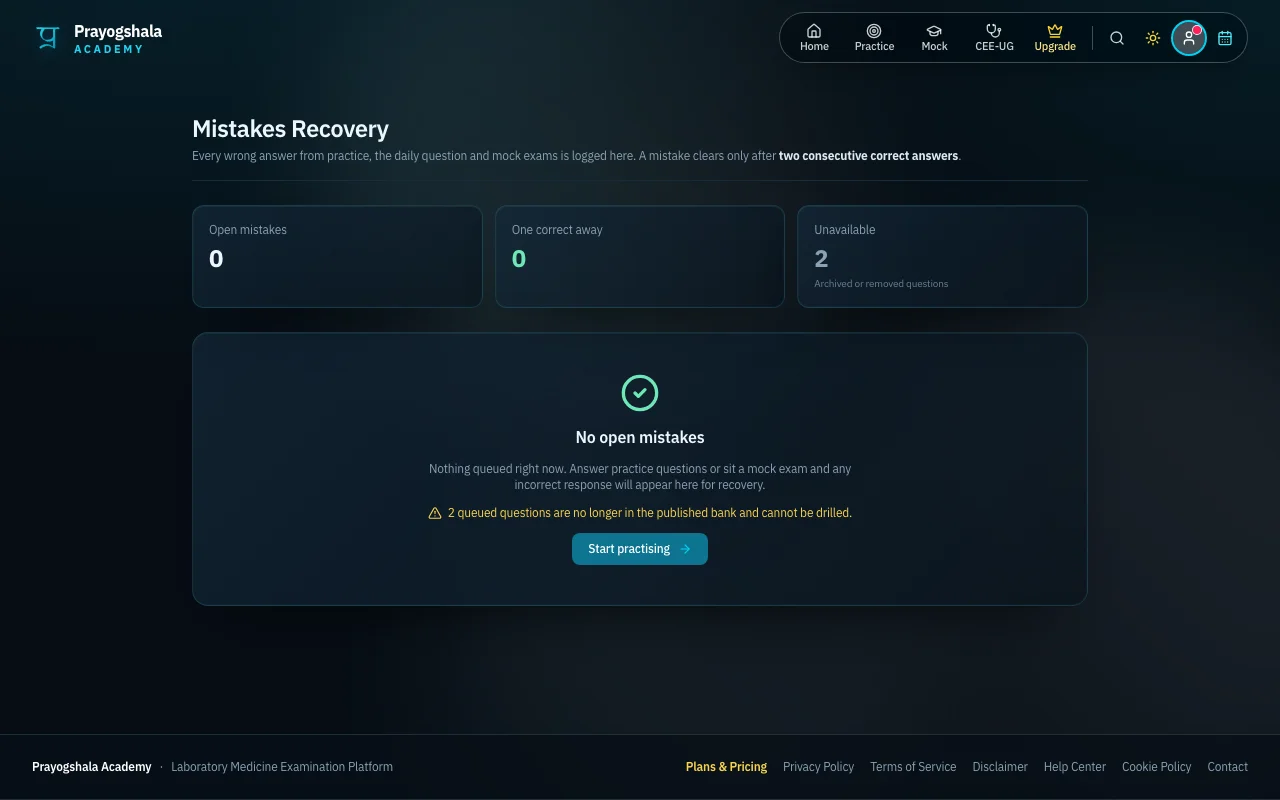 प्र
Prayogshala
ACADEMY
Home
Practice
Mock
CEE-UG
Upgrade
Mistakes Recovery
Every wrong answer from practice, the daily question and mock exams is logged here. A mistake clears only after two consecutive correct answers.
Open mistakes
0
One correct away
0
Unavailable
2
Archived or removed questions
No open mistakes
Nothing queued right now. Answer practice questions or sit a mock exam and any
incorrect response will appear here for recovery.
2 queued questions are no longer in the published bank and cannot be drilled.
Start practising
Prayogshala Academy · Laboratory Medicine Examination Platform
Plans & Pricing
Privacy Policy
Terms of Service
Disclaimer
Help Center
Cookie Policy
Contact